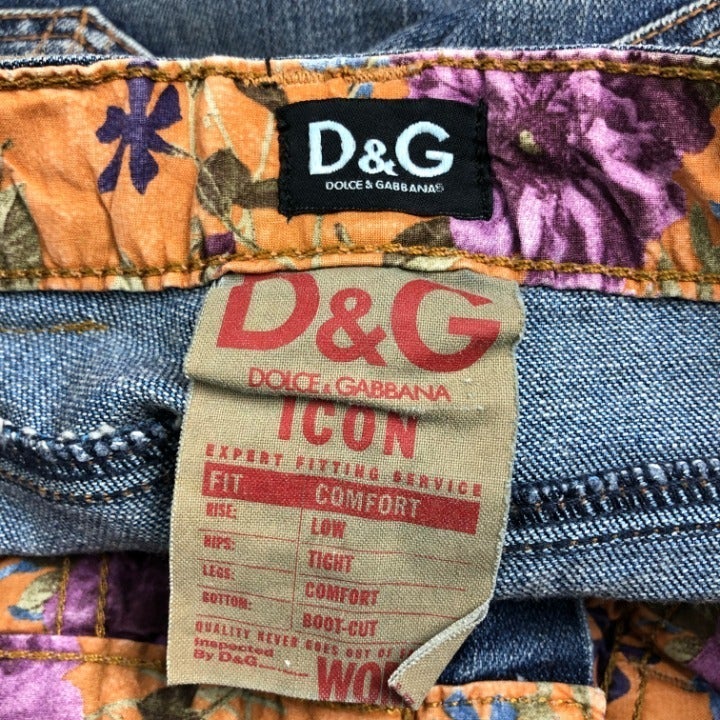 D&G
DOLCE & GABBANA®
D&G
DOLCE & GABBANA
ICON
EXPERT FITTING SERVICE
FIT. COMFORT
RISE: LOW
HIPS: TIGHT
LEGS: COMFORT
BOTTOM: BOOT-CUT
QUALITY NEVER GOES OUT OF
Inspected
By D&G